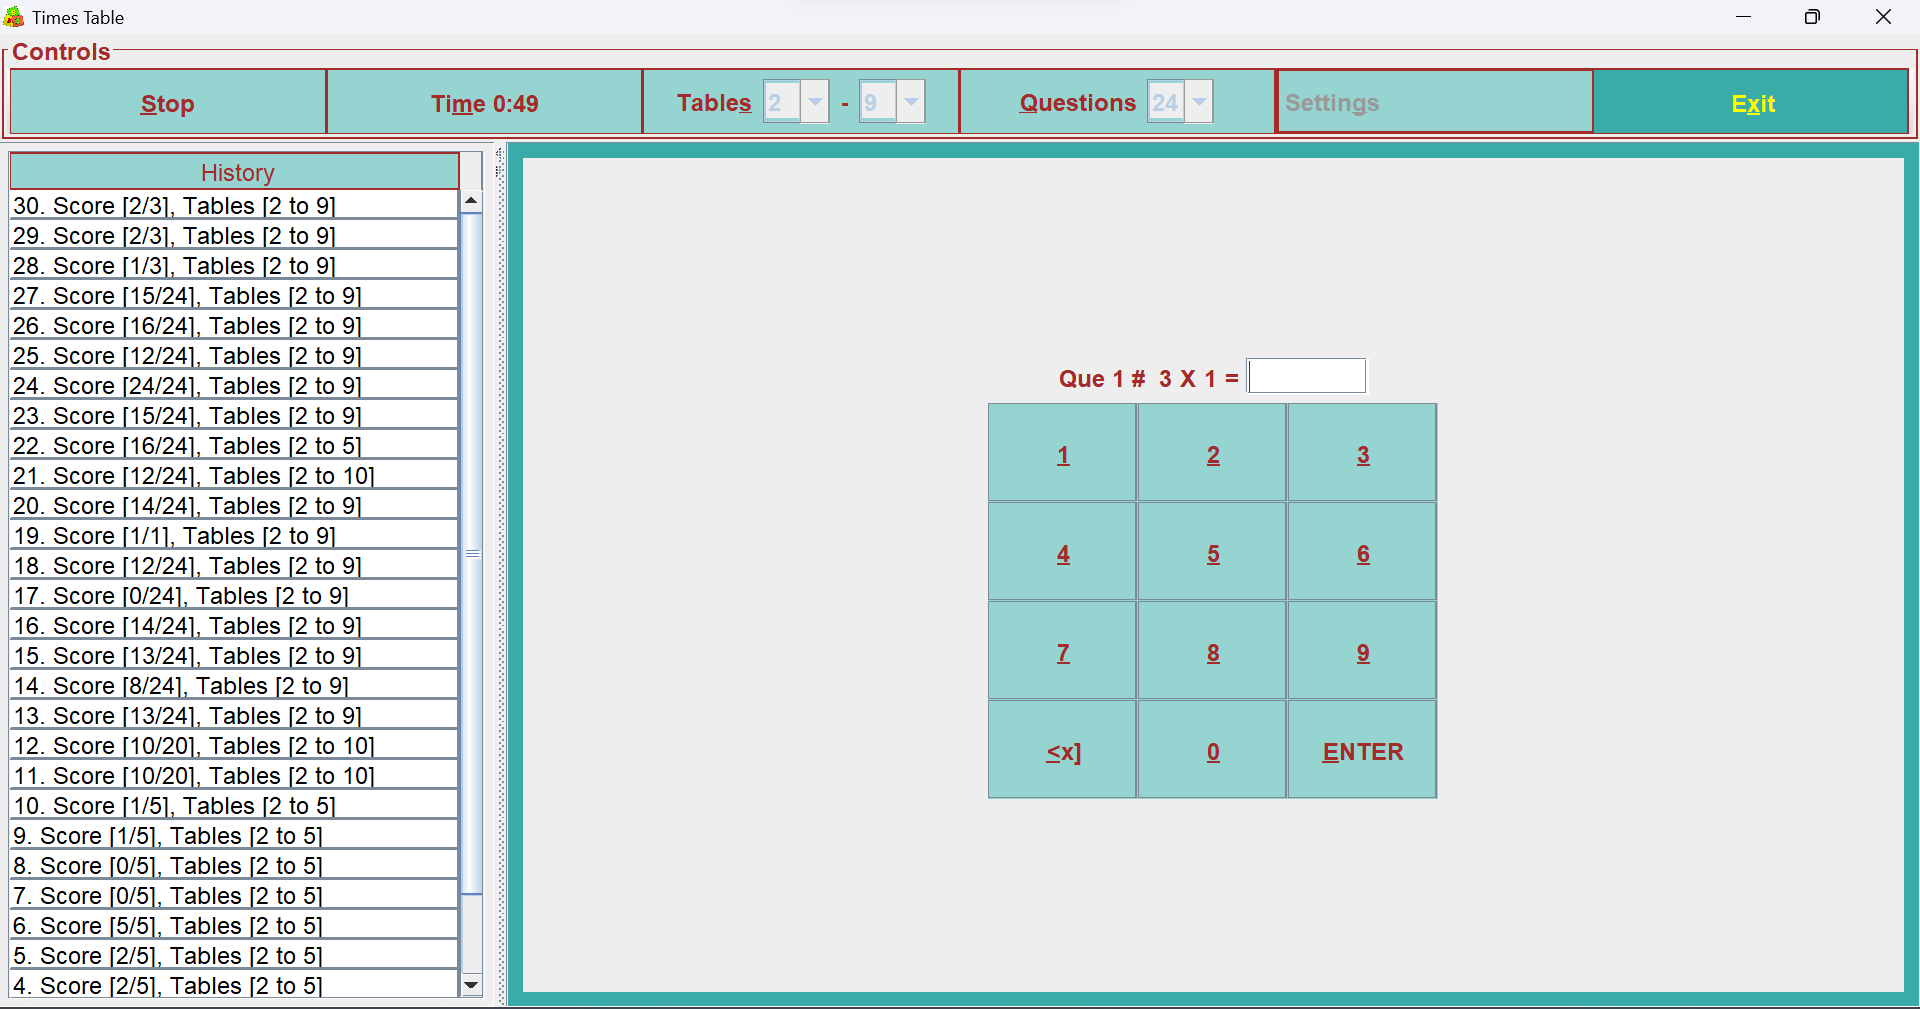 Times Table
Controls
Stop
Time 0:49
Tables 2 - 9
Questions 24
Settings
Exit
History
30. Score [2/3], Tables [2 to 9]
29. Score [2/3], Tables [2 to 9]
28. Score [1/3], Tables [2 to 9]
27. Score [15/24], Tables [2 to 9]
26. Score [16/24], Tables [2 to 9]
25. Score [12/24], Tables [2 to 9]
24. Score [24/24], Tables [2 to 9]
23. Score [15/24], Tables [2 to 9]
22. Score [16/24], Tables [2 to 5]
21. Score [12/24], Tables [2 to 10]
20. Score [14/24], Tables [2 to 9]
19. Score [1/1], Tables [2 to 9]
18. Score [12/24], Tables [2 to 9]
17. Score [0/24], Tables [2 to 9]
16. Score [14/24], Tables [2 to 9]
15. Score [13/24], Tables [2 to 9]
14. Score [8/24], Tables [2 to 9]
13. Score [13/24], Tables [2 to 9]
12. Score [10/20], Tables [2 to 10]
11. Score [10/20], Tables [2 to 10]
10. Score [1/5], Tables [2 to 5]
9. Score [1/5], Tables [2 to 5]
8. Score [0/5], Tables [2 to 5]
7. Score [0/5], Tables [2 to 5]
6. Score [5/5], Tables [2 to 5]
5. Score [2/5], Tables [2 to 5]
4. Score [2/5], Tables [2 to 5]
Que 1 # 3 X 1 =
1 2 3
4 5 6
7 8 9
<x] 0 ENTER